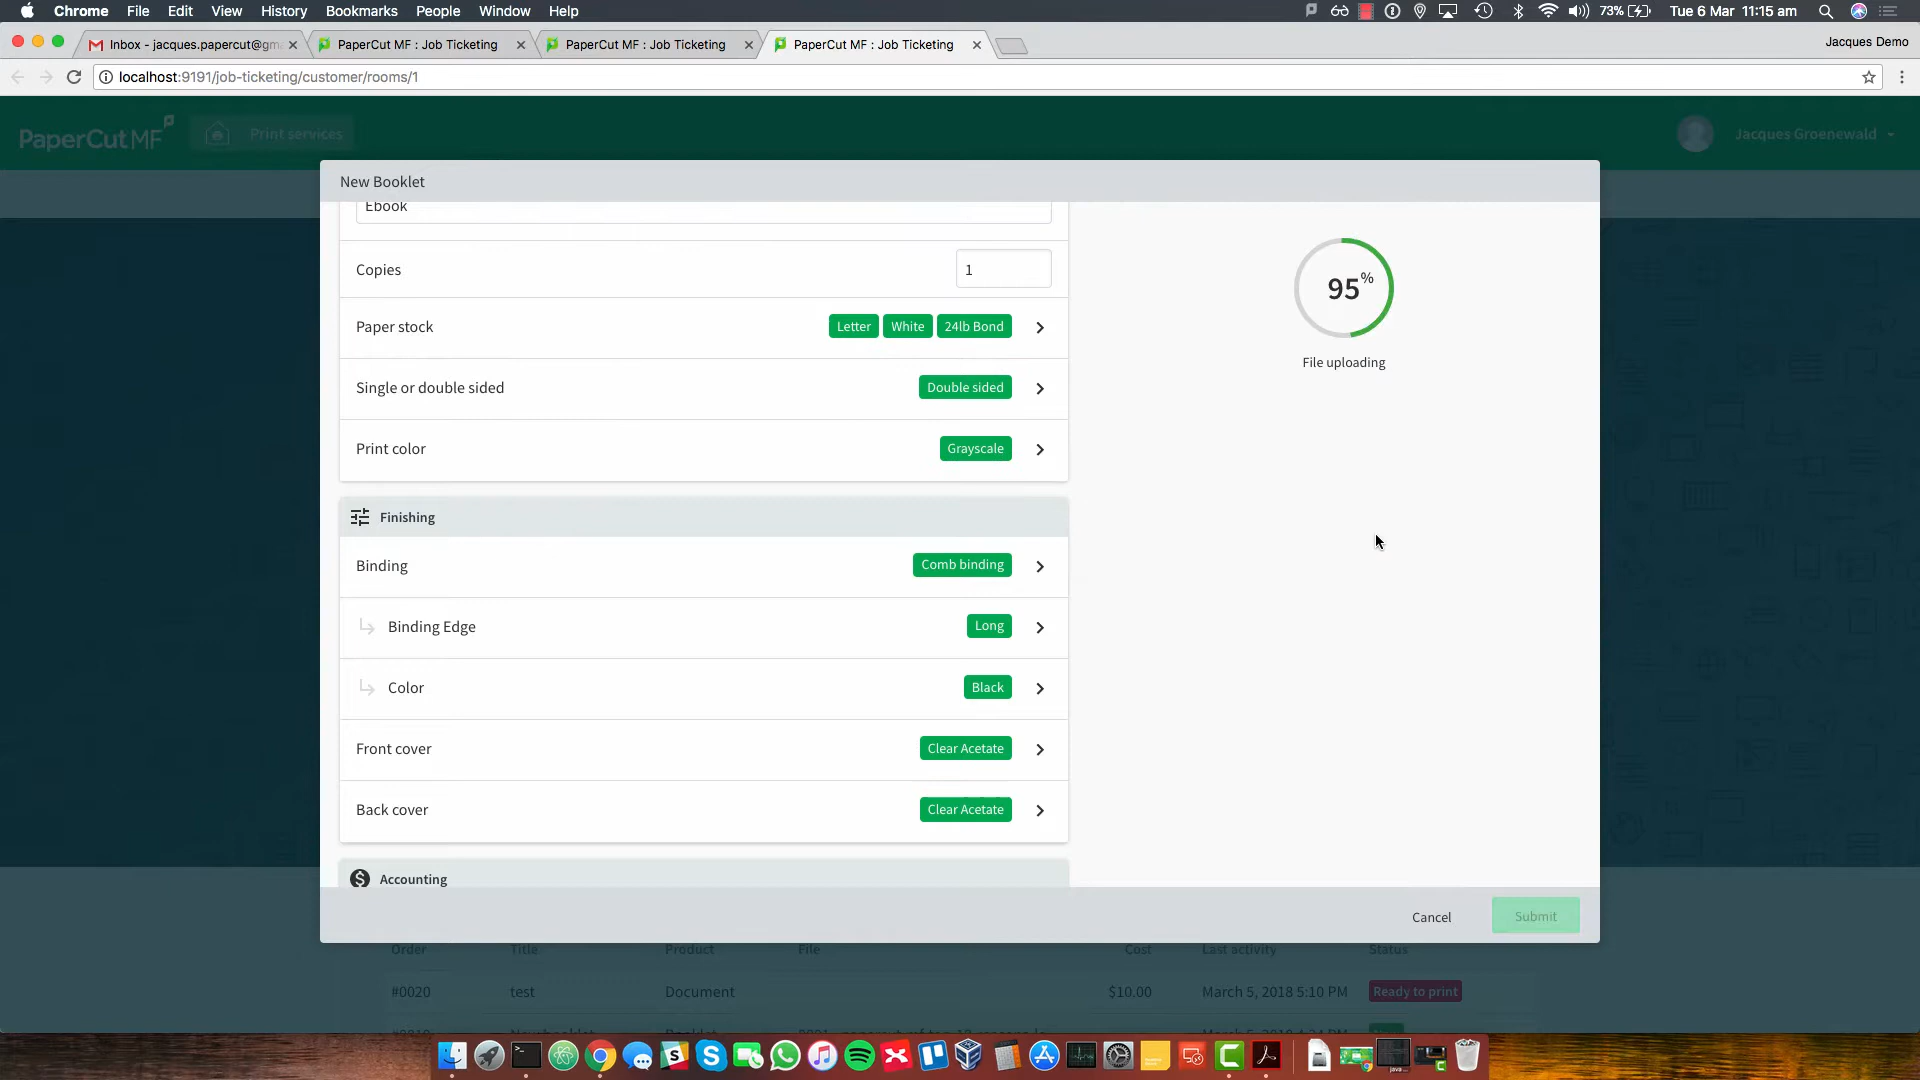 Chrome File Edit View History Bookmarks People Window Help 73% Tue 6 Mar 11:15 am
Inbox - jacques.papercut@gm
PaperCut MF : Job Ticketing
PaperCut MF : Job Ticketing
PaperCut MF : Job Ticketing
Jacques Demo
localhost:9191/job-ticketing/customer/rooms/1
PaperCut MF
Print services
Jacques Groenewald
New Booklet
Ebook
Copies 1
Paper stock Letter White 24lb Bond
Single or double sided Double sided
Print color Grayscale
95%
File uploading
Finishing
Binding Comb binding
Binding Edge Long
Color Black
Front cover Clear Acetate
Back cover Clear Acetate
Accounting
Cancel Submit
Order Title Product File Cost Last activity Status
#0020 test Document $10.00 March 5, 2018 5:10 PM Ready to print